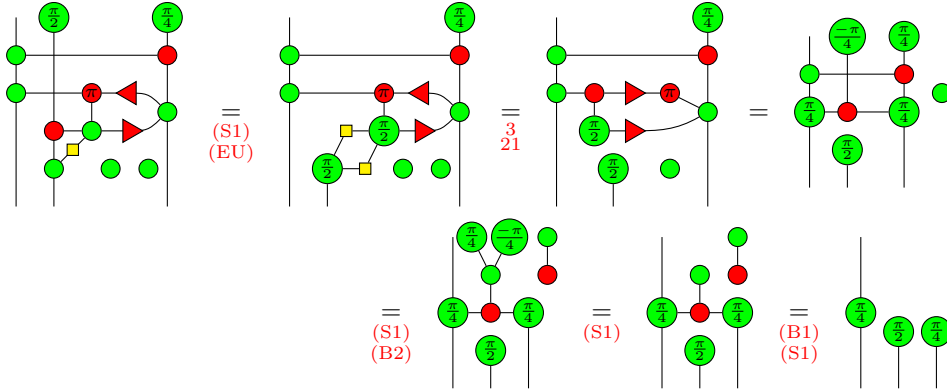 π/2 π/4 π/4 π/4 -π/4 π/4
π π π
= = =
(S1) 3
(EU) 21
π/2 π/2 π/2 π/2 π/4 π/4 π/2
π/4 -π/4
π/4 π/4 π/4 π/4 π/4
= = =
(S1) (S1) (B1)
(B2) (S1)
π/2 π/2 π/2 π/4